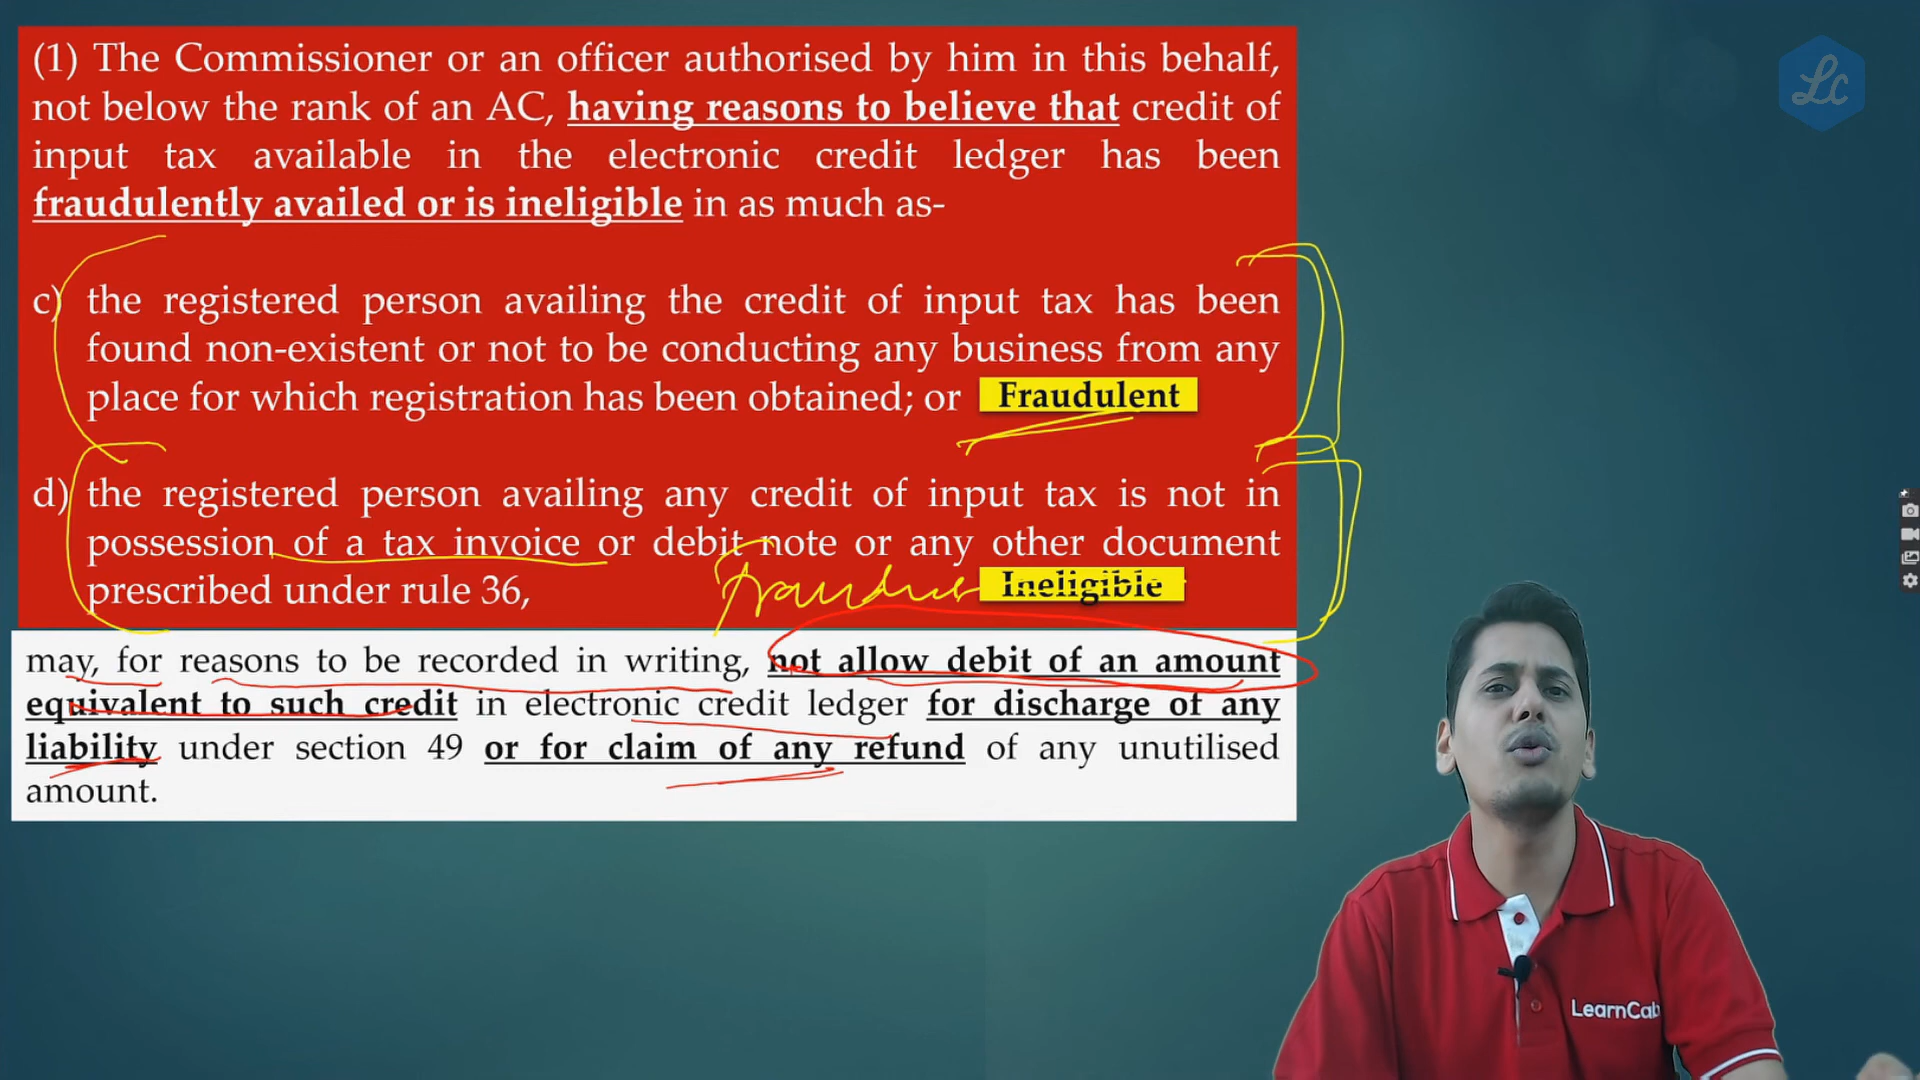 Lc
(1) The Commissioner or an officer authorised by him in this behalf,
not below the rank of an AC, having reasons to believe that credit of
input tax available in the electronic credit ledger has been
fraudulently availed or is ineligible in as much as-
c) the registered person availing the credit of input tax has been
found non-existent or not to be conducting any business from any
place for which registration has been obtained; or Fraudulent
d) the registered person availing any credit of input tax is not in
possession of a tax invoice or debit note or any other document
prescribed under rule 36, Ineligible
may, for reasons to be recorded in writing, not allow debit of an amount
equivalent to such credit in electronic credit ledger for discharge of any
liability under section 49 or for claim of any refund of any unutilised
amount.
LearnCab